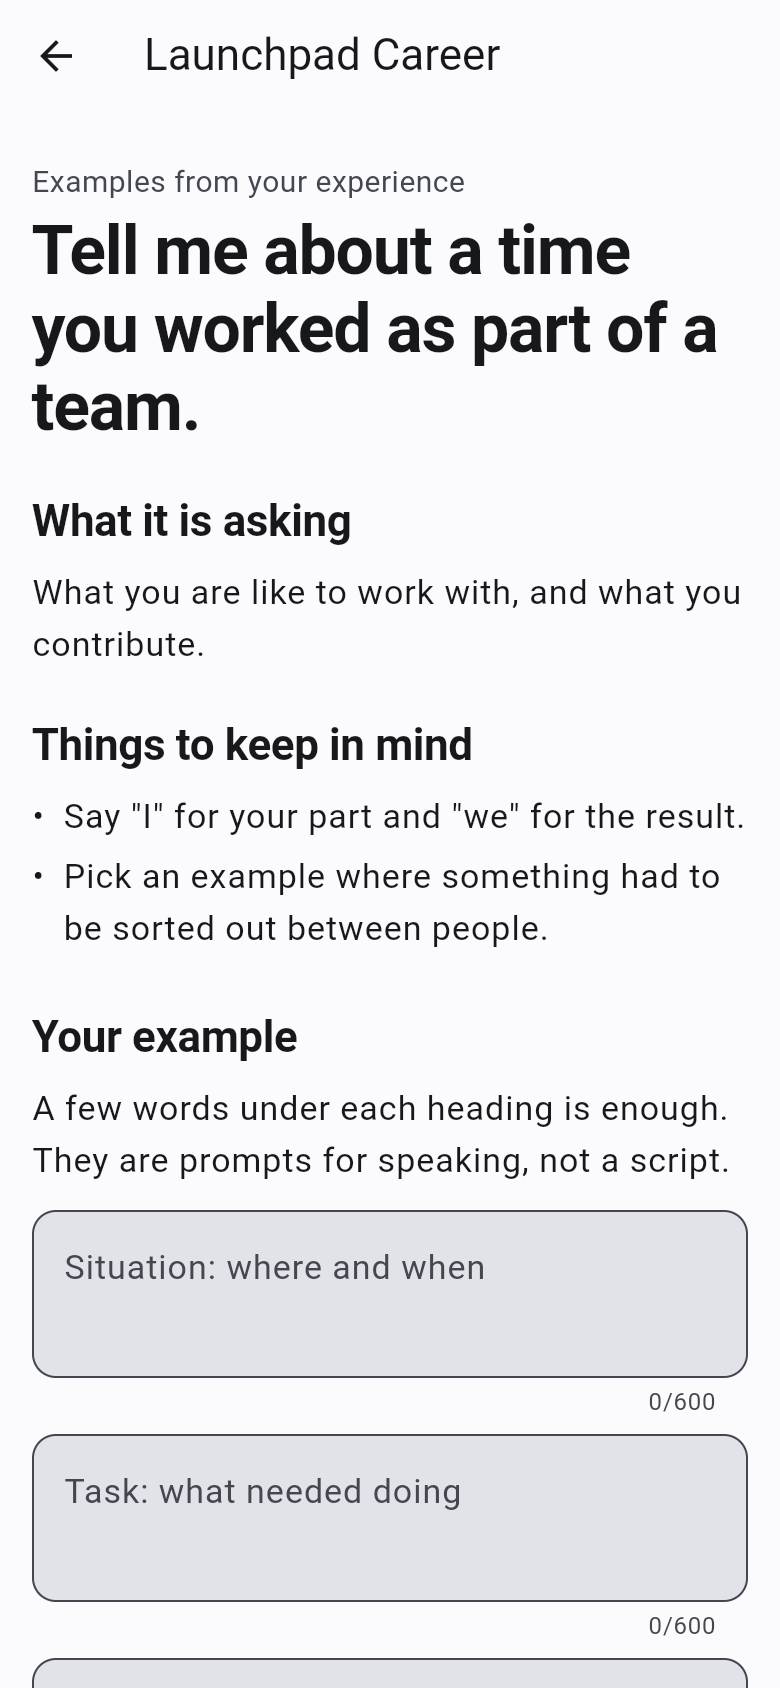 Launchpad Career
Examples from your experience
Tell me about a time
you worked as part of a
team.
What it is asking
What you are like to work with, and what you
contribute.
Things to keep in mind
• Say "I" for your part and "we" for the result.
• Pick an example where something had to
be sorted out between people.
Your example
A few words under each heading is enough.
They are prompts for speaking, not a script.
Situation: where and when
0/600
Task: what needed doing
0/600